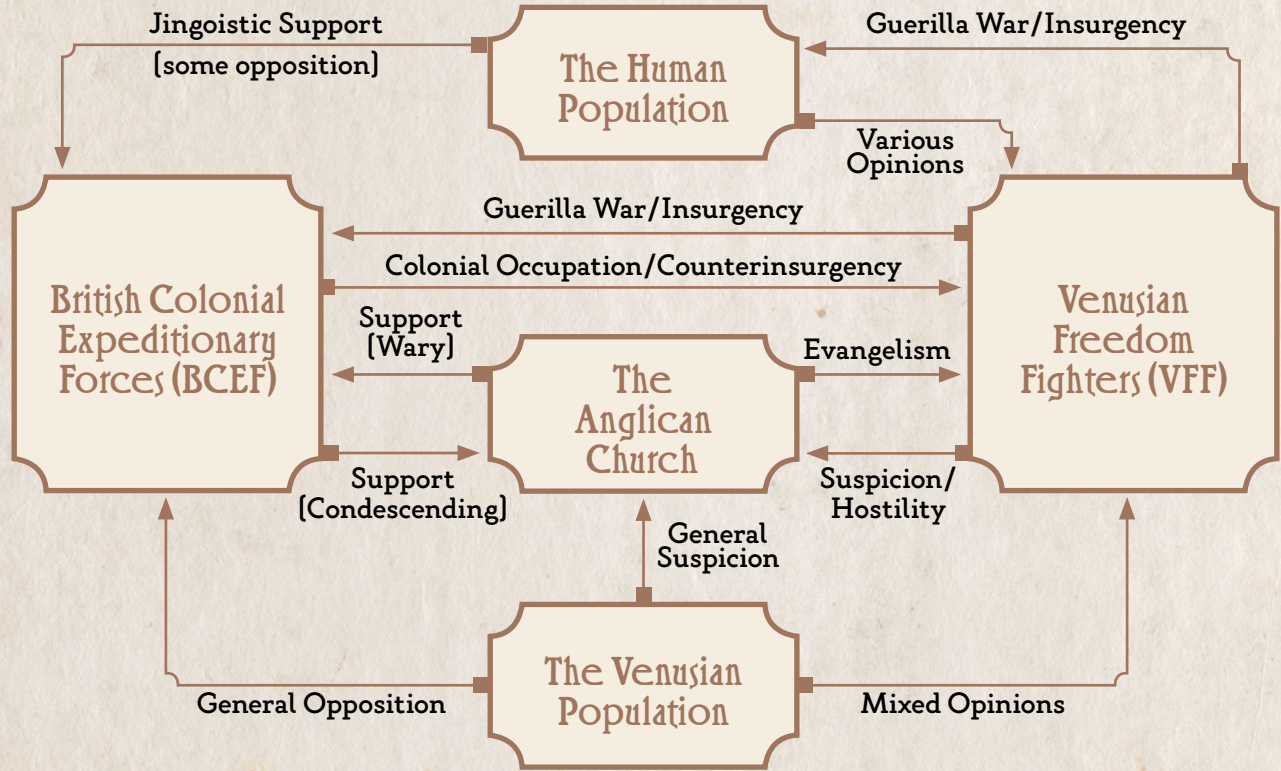 Jingoistic Support
(some opposition)
The Human
Population
Guerilla War/Insurgency
Various
Opinions
Guerilla War/Insurgency
Colonial Occupation/Counterinsurgency
British Colonial
Expeditionary
Forces (BCEF)
Support
(Wary)
The
Anglican
Church
Evangelism
Venusian
Freedom
Fighters (VFF)
Support
(Condescending)
Suspicion/
Hostility
General
Suspicion
The Venusian
Population
General Opposition
Mixed Opinions